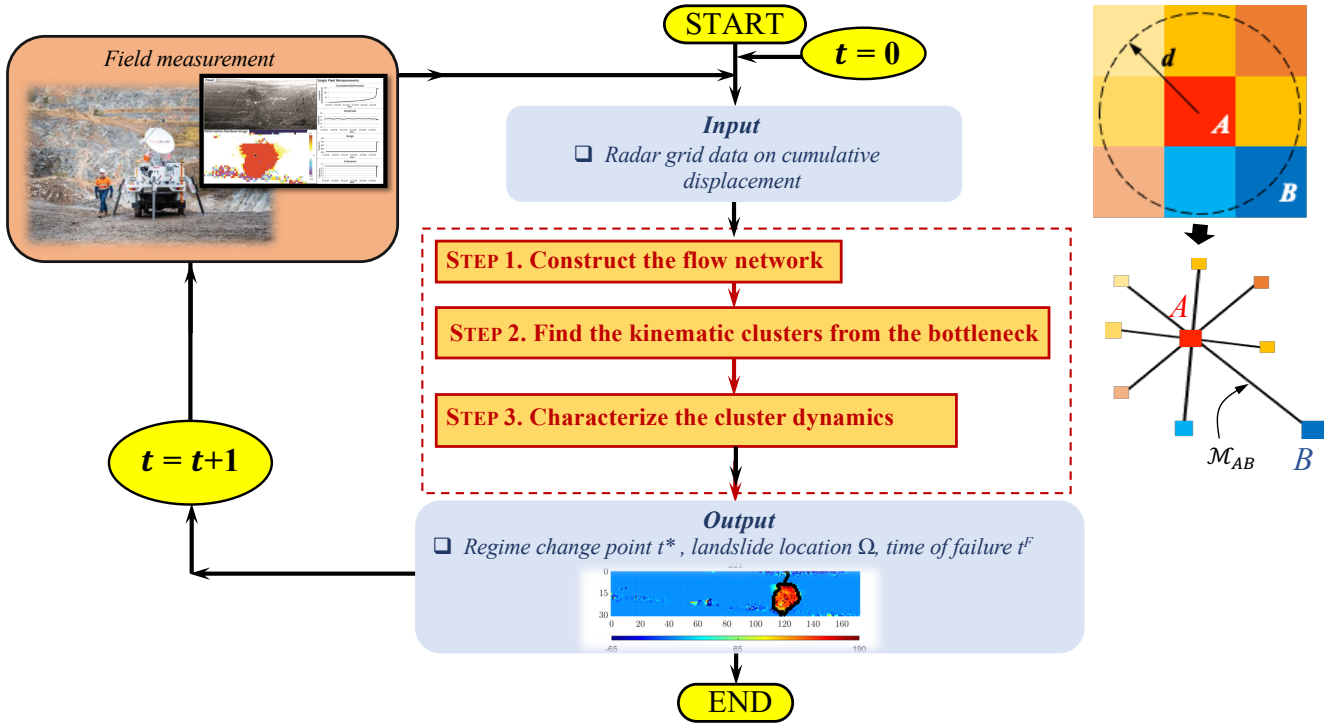 START
t = 0
Field measurement
Input
❑ Radar grid data on cumulative
displacement
STEP 1. Construct the flow network
STEP 2. Find the kinematic clusters from the bottleneck
STEP 3. Characterize the cluster dynamics
t = t+1
Output
❑ Regime change point t* , landslide location Ω, time of failure t^F
221
0
15
30
0 20 40 60 80 100 120 140 160
-65 65 190
END
d
A
B
A
M_AB
B